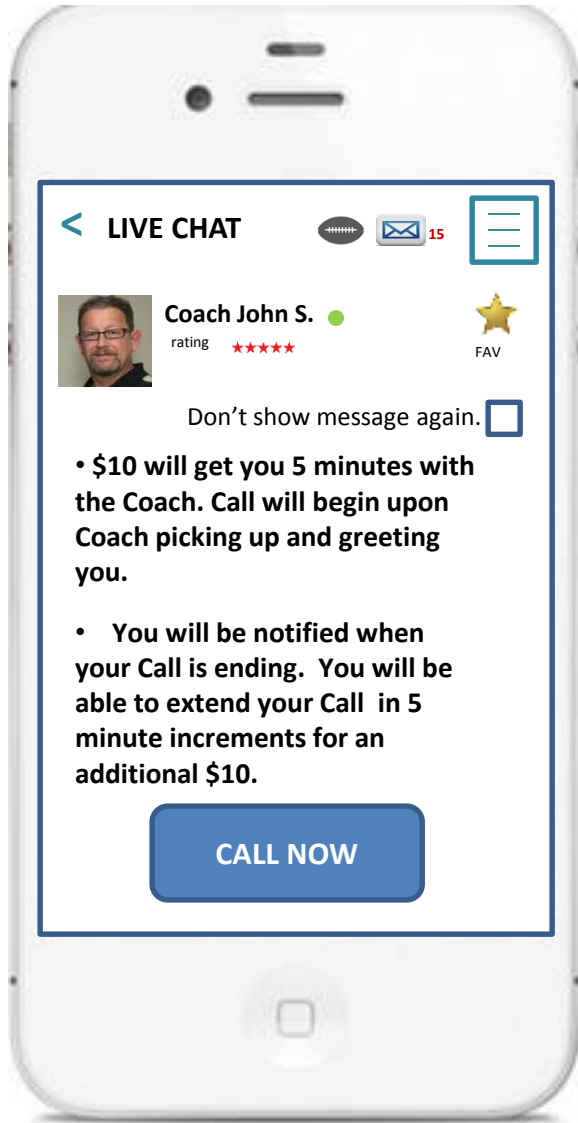 < LIVE CHAT 15
Coach John S.
rating ★★★★★
FAV
Don’t show message again.
• $10 will get you 5 minutes with
the Coach. Call will begin upon
Coach picking up and greeting
you.
• You will be notified when
your Call is ending. You will be
able to extend your Call in 5
minute increments for an
additional $10.
CALL NOW